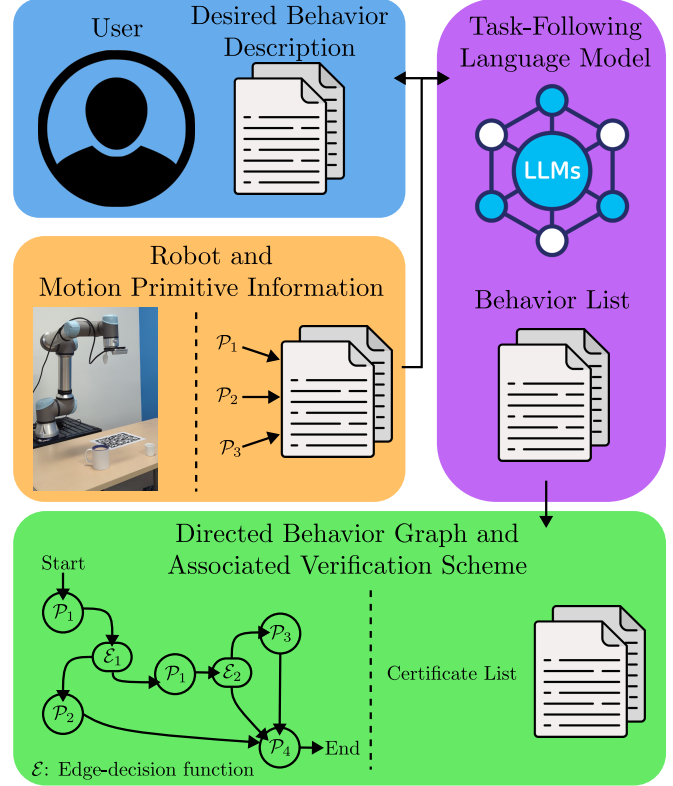 User
Desired Behavior
Description
Task-Following
Language Model
LLMs
Robot and
Motion Primitive Information
𝒫₁
𝒫₂
𝒫₃
Behavior List
Directed Behavior Graph and
Associated Verification Scheme
Start
𝒫₁
ℰ₁
𝒫₁
ℰ₂
𝒫₃
𝒫₂
𝒫₄
End
ℰ: Edge-decision function
Certificate List